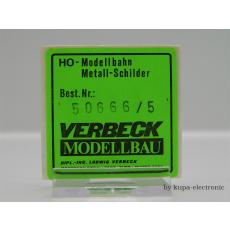 HO-Modellbahn
Metall-Schilder
Best.Nr.:
50666/5
VERBECK
MODELLBAU
DIPL.-ING. LUDWIG VERBECK
by kupa-electronic